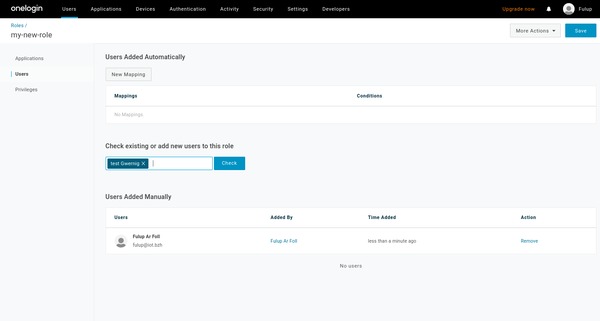 onelogin Users Applications Devices Authentication Activity Security Settings Developers Upgrade now Fulup
Roles /
my-new-role
More Actions
Save
Applications
Users
Privileges
Users Added Automatically
New Mapping
Mappings Conditions
No Mappings
Check existing or add new users to this role
test Gwenig X
Check
Users Added Manually
Users Added By Time Added Action
Fulup Ar Foll
fulup@iot.bzh
Fulup Ar Foll less than a minute ago Remove
No users